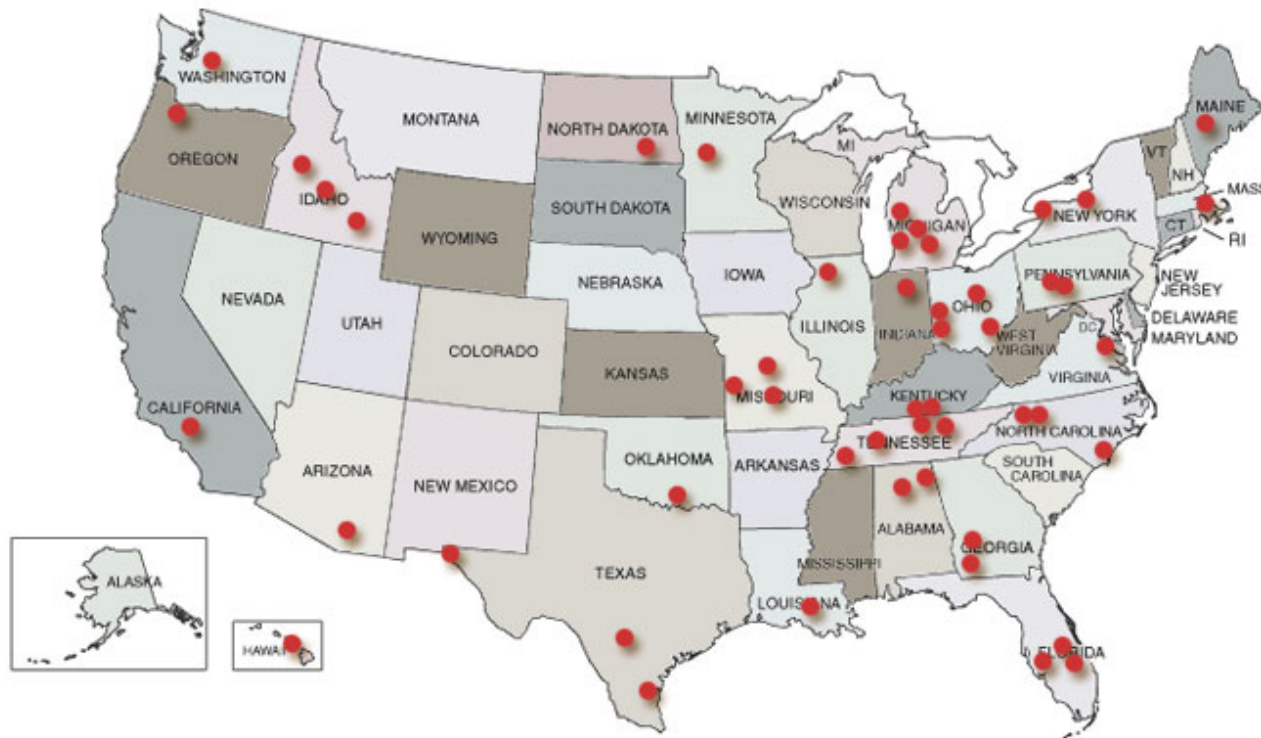 WASHINGTON
MONTANA
NORTH DAKOTA
MINNESOTA
MAINE
OREGON
IDAHO
WYOMING
SOUTH DAKOTA
WISCONSIN
MI
MICHIGAN
VT
NH
NEW YORK
MASS
CT
RI
NEVADA
UTAH
COLORADO
NEBRASKA
IOWA
ILLINOIS
INDIANA
OHIO
PENNSYLVANIA
NEW
JERSEY
DELAWARE
MARYLAND
DC
WEST
VIRGINIA
VIRGINIA
CALIFORNIA
KANSAS
MISSOURI
KENTUCKY
ARIZONA
NEW MEXICO
OKLAHOMA
ARKANSAS
TENNESSEE
NORTH CAROLINA
SOUTH
CAROLINA
TEXAS
LOUISIANA
MISSISSIPPI
ALABAMA
GEORGIA
FLORIDA
ALASKA
HAWAII